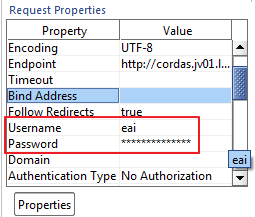 Request Properties
Property Value
Encoding UTF-8
Endpoint http://cordas.jv01.l...
Timeout
Bind Address
Follow Redirects true
Username eai
Password **************
Domain
eai
Authentication Type No Authorization
Properties